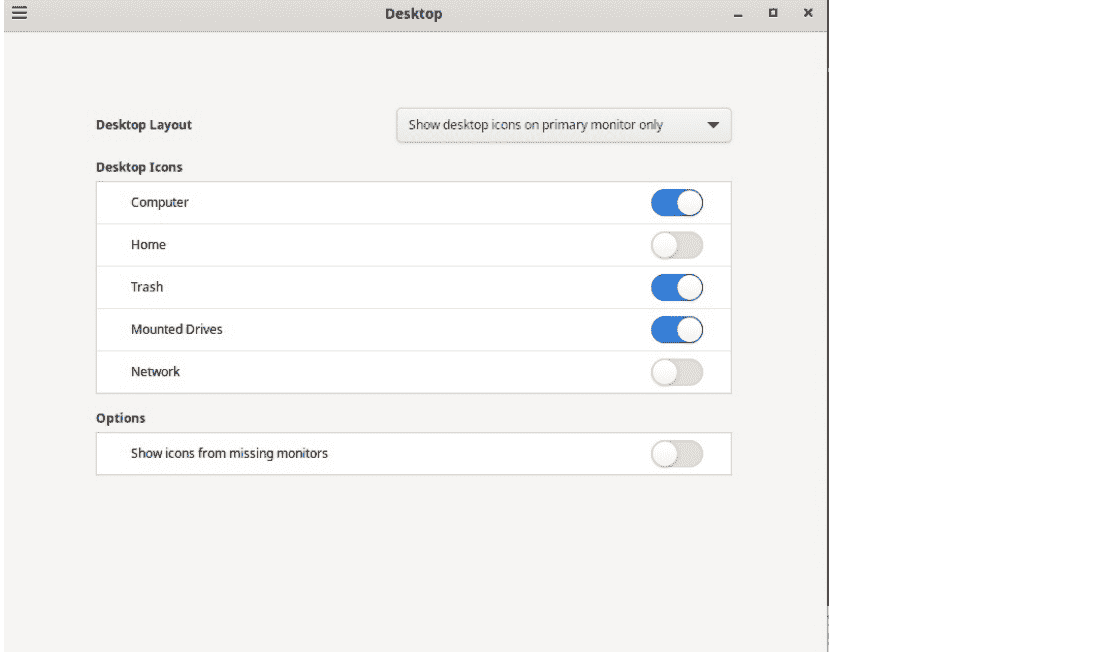 Desktop
Desktop Layout Show desktop icons on primary monitor only
Desktop Icons
Computer
Home
Trash
Mounted Drives
Network
Options
Show icons from missing monitors